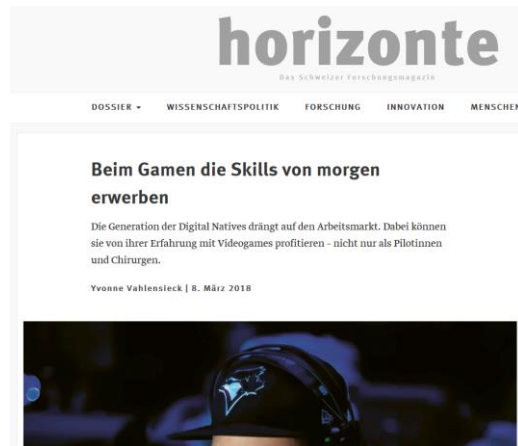 horizonte
Das Schweizer Forschungsmagazin
DOSSIER WISSENSCHAFTSPOLITIK FORSCHUNG INNOVATION MENSCHEN
Beim Gamen die Skills von morgen
erwerben
Die Generation der Digital Natives drängt auf den Arbeitsmarkt. Dabei können
sie von ihrer Erfahrung mit Videogames profitieren – nicht nur als Pilotinnen
und Chirurgen.
Yvonne Vahlensieck | 8. März 2018